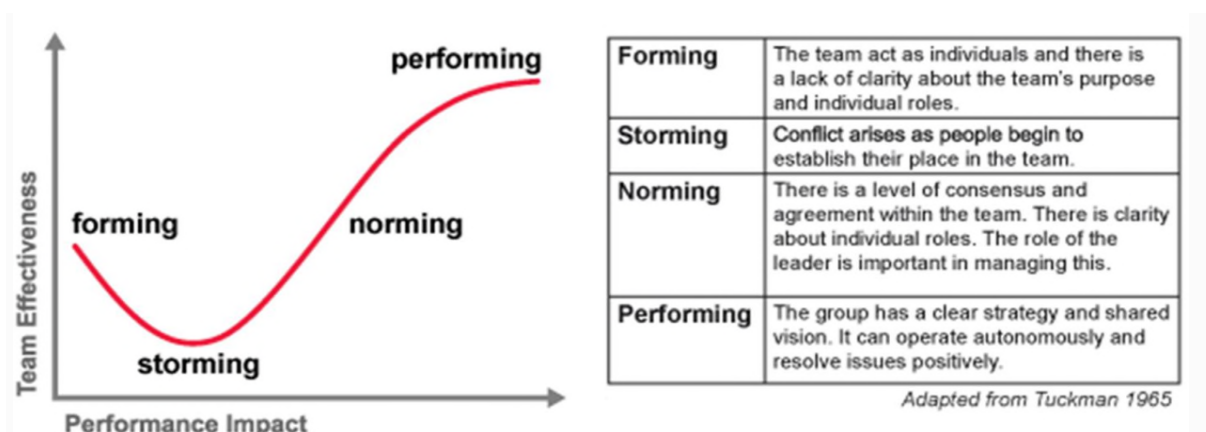 performing
forming
norming
storming
Team Effectiveness
Performance Impact
Forming
The team act as individuals and there is
a lack of clarity about the team's purpose
and individual roles.
Storming
Conflict arises as people begin to
establish their place in the team.
Norming
There is a level of consensus and
agreement within the team. There is clarity
about individual roles. The role of the
leader is important in managing this.
Performing
The group has a clear strategy and shared
vision. It can operate autonomously and
resolve issues positively.
Adapted from Tuckman 1965